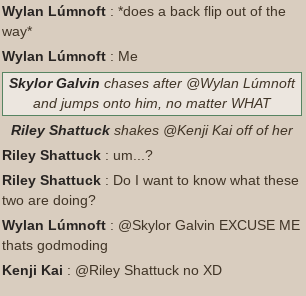 Wylan Lúmnoft : *does a back flip out of the
way*
Wylan Lúmnoft : Me
Skylor Galvin chases after @Wylan Lúmnoft
and jumps onto him, no matter WHAT
Riley Shattuck shakes @Kenji Kai off of her
Riley Shattuck : um...?
Riley Shattuck : Do I want to know what these
two are doing?
Wylan Lúmnoft : @Skylor Galvin EXCUSE ME
thats godmoding
Kenji Kai : @Riley Shattuck no XD